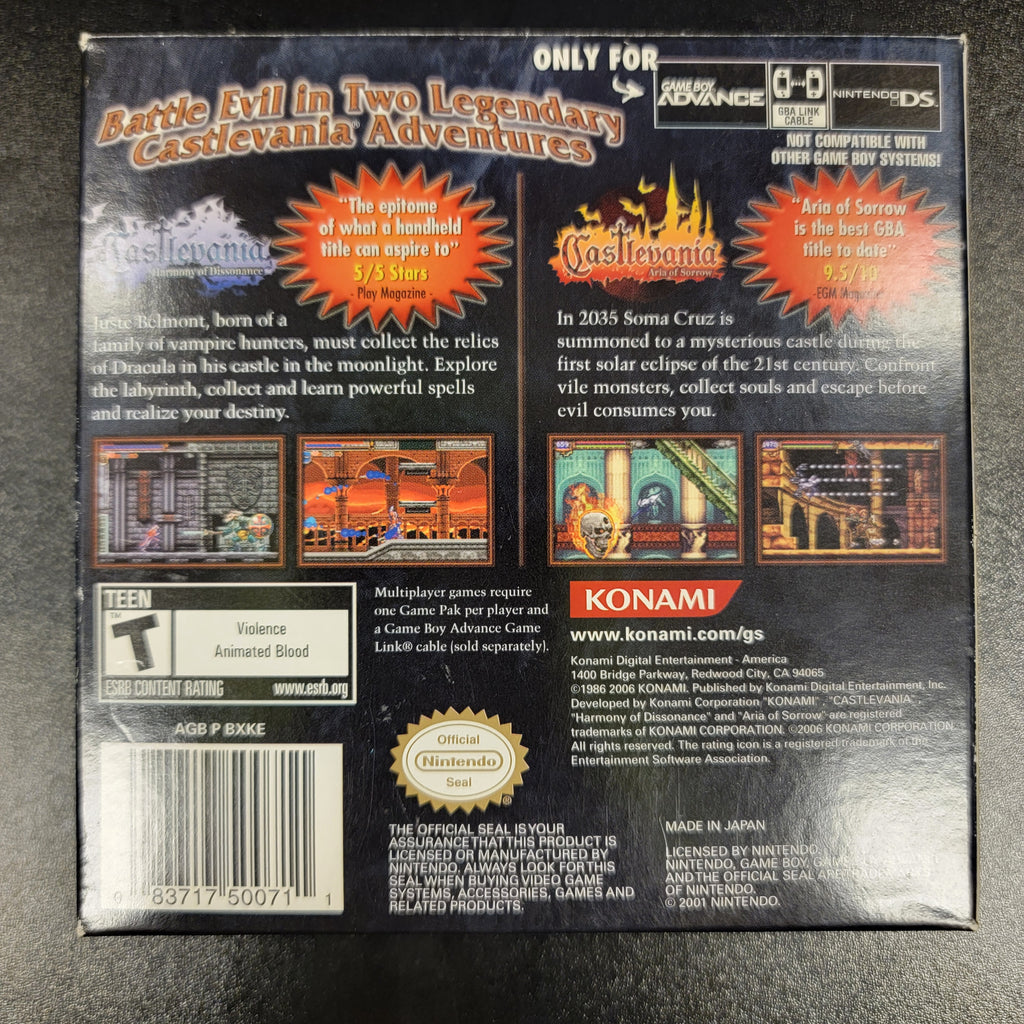 ONLY FOR
GAME BOY
ADVANCE
GBA LINK
CABLE
NINTENDO DS.
NOT COMPATIBLE WITH
OTHER GAME BOY SYSTEMS!
Battle Evil in Two Legendary
Castlevania® Adventures
Castlevania
Harmony of Dissonance
"The epitome
of what a handheld
title can aspire to"
5/5 Stars
- Play Magazine -
Juste Belmont, born of a
family of vampire hunters, must collect the relics
of Dracula in his castle in the moonlight. Explore
the labyrinth, collect and learn powerful spells
and realize your destiny.
Castlevania
Aria of Sorrow
"Aria of Sorrow
is the best GBA
title to date"
9.5/10
-EGM Magazine-
In 2035 Soma Cruz is
summoned to a mysterious castle during the
first solar eclipse of the 21st century. Confront
vile monsters, collect souls and escape before
evil consumes you.
TEEN
T
TM
Violence
Animated Blood
ESRB CONTENT RATING www.esrb.org
Multiplayer games require
one Game Pak per player and
a Game Boy Advance Game
Link® cable (sold separately).
KONAMI
www.konami.com/gs
Konami Digital Entertainment - America
1400 Bridge Parkway, Redwood City, CA 94065
©1986 2006 KONAMI. Published by Konami Digital Entertainment, Inc.
Developed by Konami Corporation "KONAMI", "CASTLEVANIA",
"Harmony of Dissonance" and "Aria of Sorrow" are registered
trademarks of KONAMI CORPORATION. ©2006 KONAMI CORPORATION.
All rights reserved. The rating icon is a registered trademark of the
Entertainment Software Association.
AGB P BXKE
0 83717 50071 1
Official
Nintendo
Seal
®
THE OFFICIAL SEAL IS YOUR
ASSURANCE THAT THIS PRODUCT IS
LICENSED OR MANUFACTURED BY
NINTENDO. ALWAYS LOOK FOR THIS
SEAL WHEN BUYING VIDEO GAME
SYSTEMS, ACCESSORIES, GAMES AND
RELATED PRODUCTS.
MADE IN JAPAN
LICENSED BY NINTENDO.
NINTENDO, GAME BOY, GAME
AND THE OFFICIAL SEAL ARE TRADEMARKS
OF NINTENDO.
© 2001 NINTENDO.